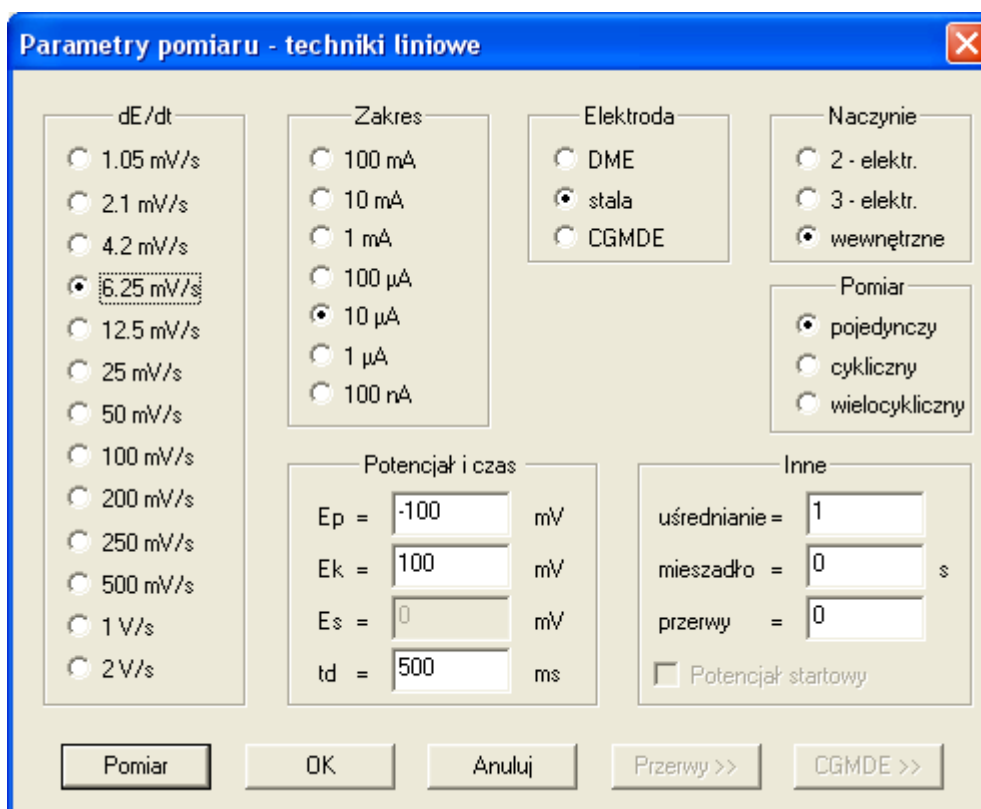 Parametry pomiaru - techniki liniowe
dE/dt
1.05 mV/s
2.1 mV/s
4.2 mV/s
6.25 mV/s
12.5 mV/s
25 mV/s
50 mV/s
100 mV/s
200 mV/s
250 mV/s
500 mV/s
1 V/s
2 V/s
Zakres
100 mA
10 mA
1 mA
100 µA
10 µA
1 µA
100 nA
Elektroda
DME
stala
CGMDE
Naczynie
2 - elektr.
3 - elektr.
wewnętrzne
Pomiar
pojedynczy
cykliczny
wielocykliczny
Potencjał i czas
Ep = -100 mV
Ek = 100 mV
Es = 0 mV
td = 500 ms
Inne
uśrednianie = 1
mieszadło = 0 s
przerwy = 0
Potencjał startowy
Pomiar
OK
Anuluj
Przerwy >>
CGMDE >>